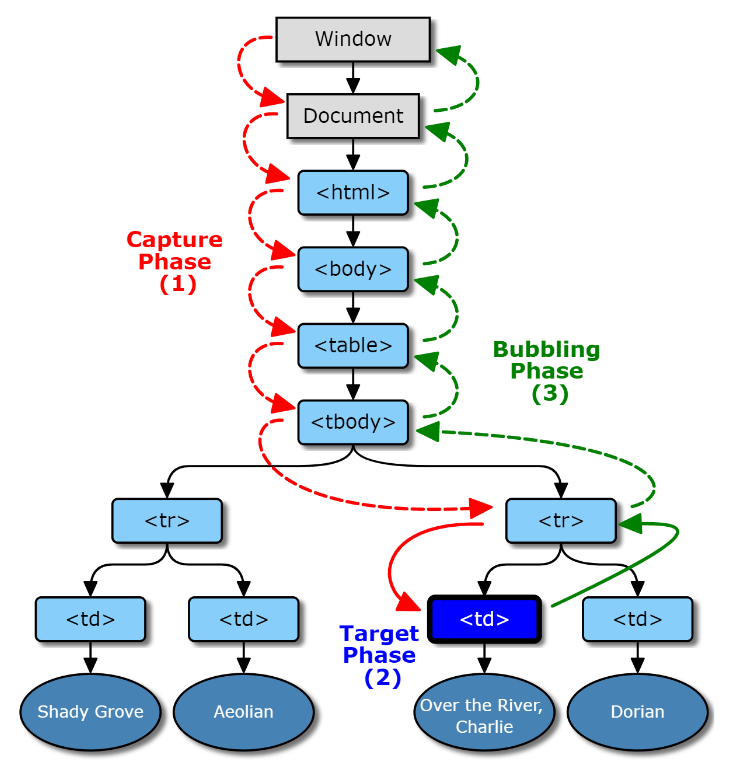 Window
Document
<html>
Capture
Phase
(1)
<body>
<table>
Bubbling
Phase
(3)
<tbody>
<tr>
<tr>
<td>
<td>
<td>
<td>
Target
Phase
(2)
Shady Grove
Aeolian
Over the River,
Charlie
Dorian